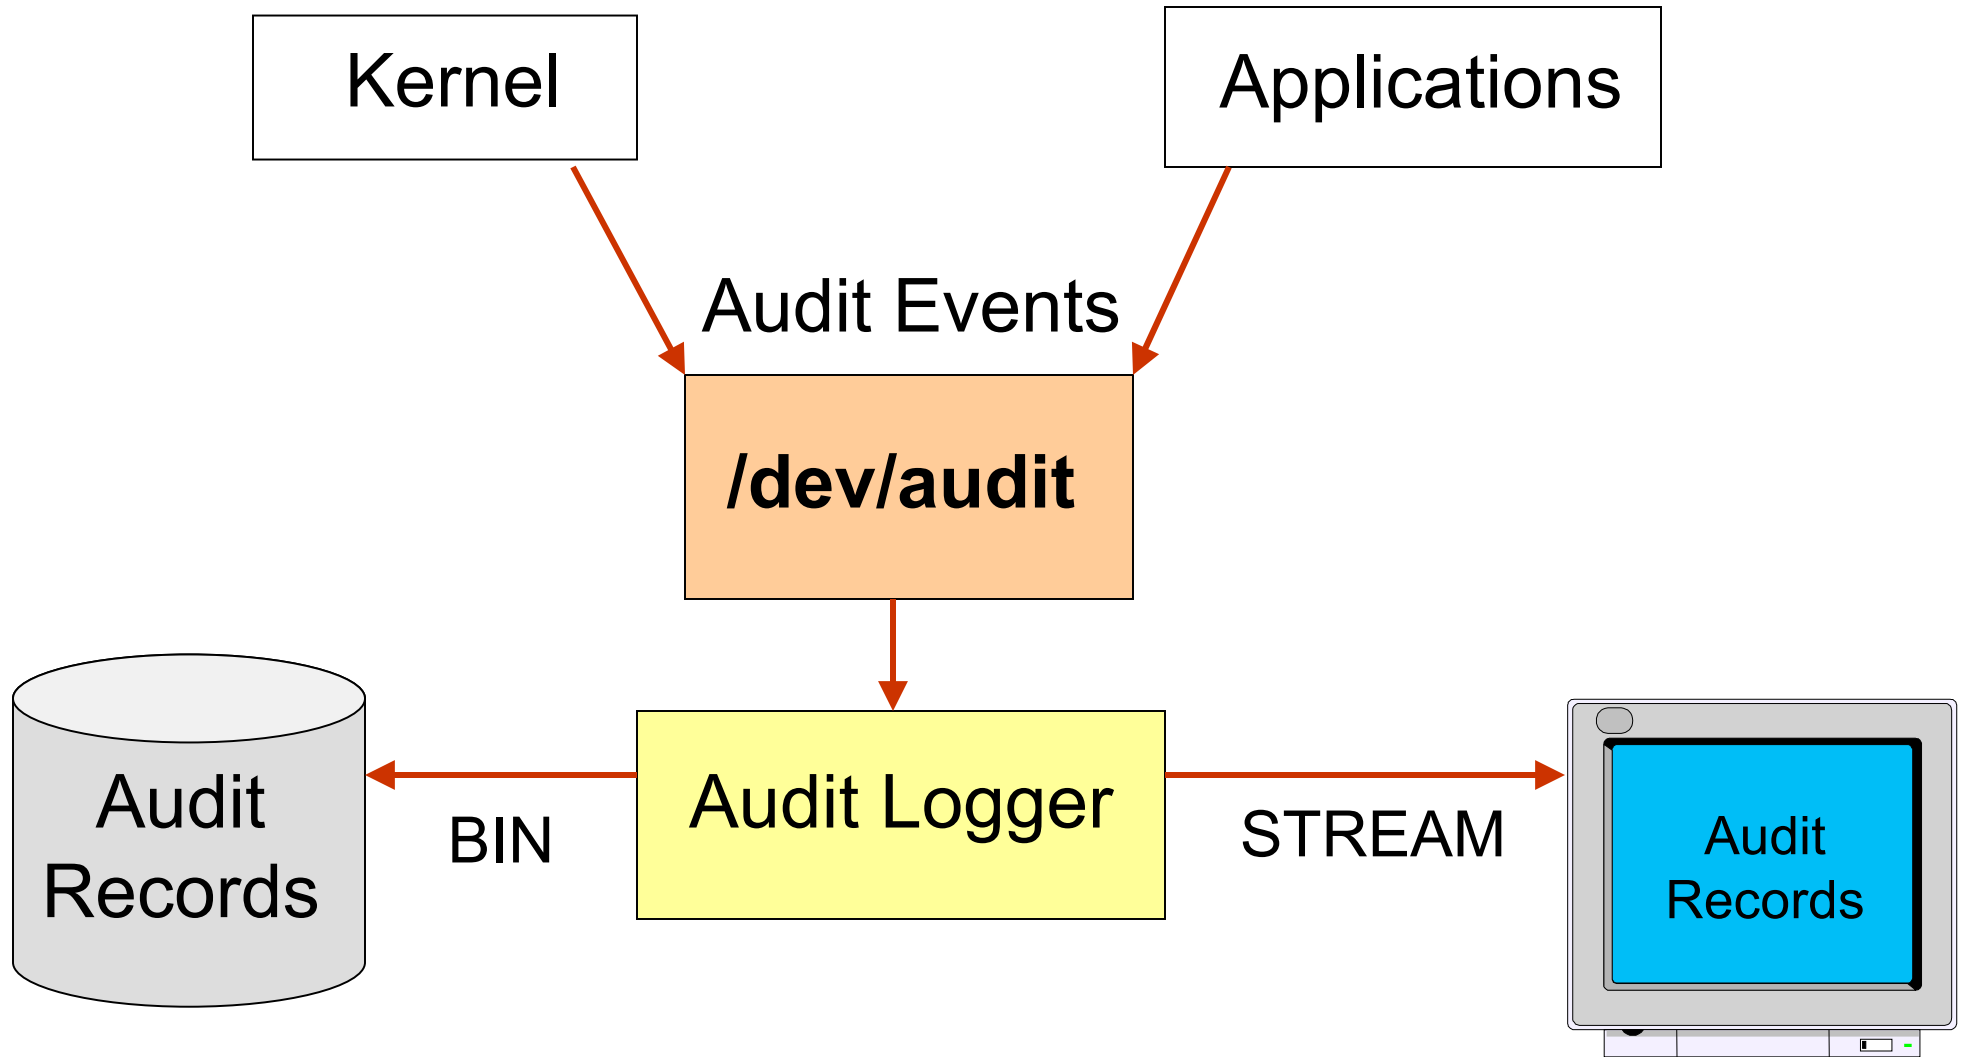 Kernel
Applications
Audit Events
/dev/audit
Audit
Records
BIN
Audit Logger
STREAM
Audit
Records